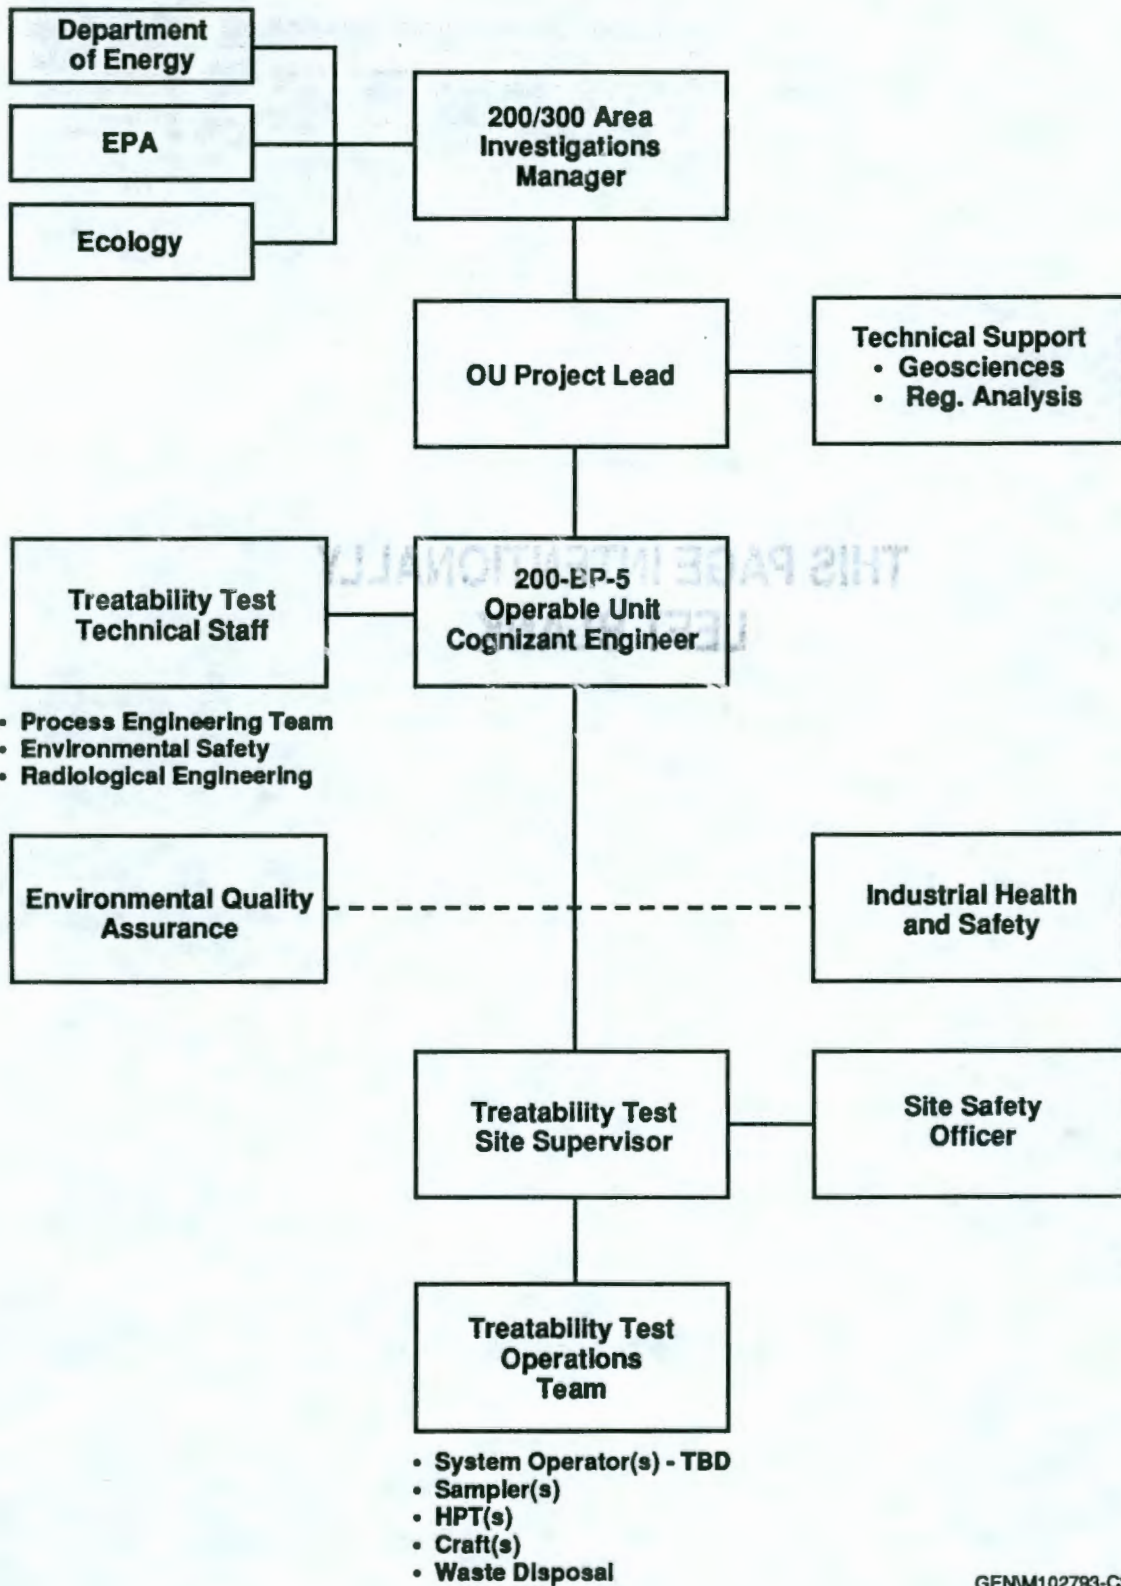 Department
of Energy
EPA
Ecology
200/300 Area
Investigations
Manager
OU Project Lead
Technical Support
• Geosciences
• Reg. Analysis
THIS PAGE INTENTIONALLY
Treatability Test
Technical Staff
200-BP-5
Operable Unit
Cognizant Engineer
• Process Engineering Team
• Environmental Safety
• Radiological Engineering
Environmental Quality
Assurance
Industrial Health
and Safety
Treatability Test
Site Supervisor
Site Safety
Officer
Treatability Test
Operations
Team
• System Operator(s) - TBD
• Sampler(s)
• HPT(s)
• Craft(s)
• Waste Disposal